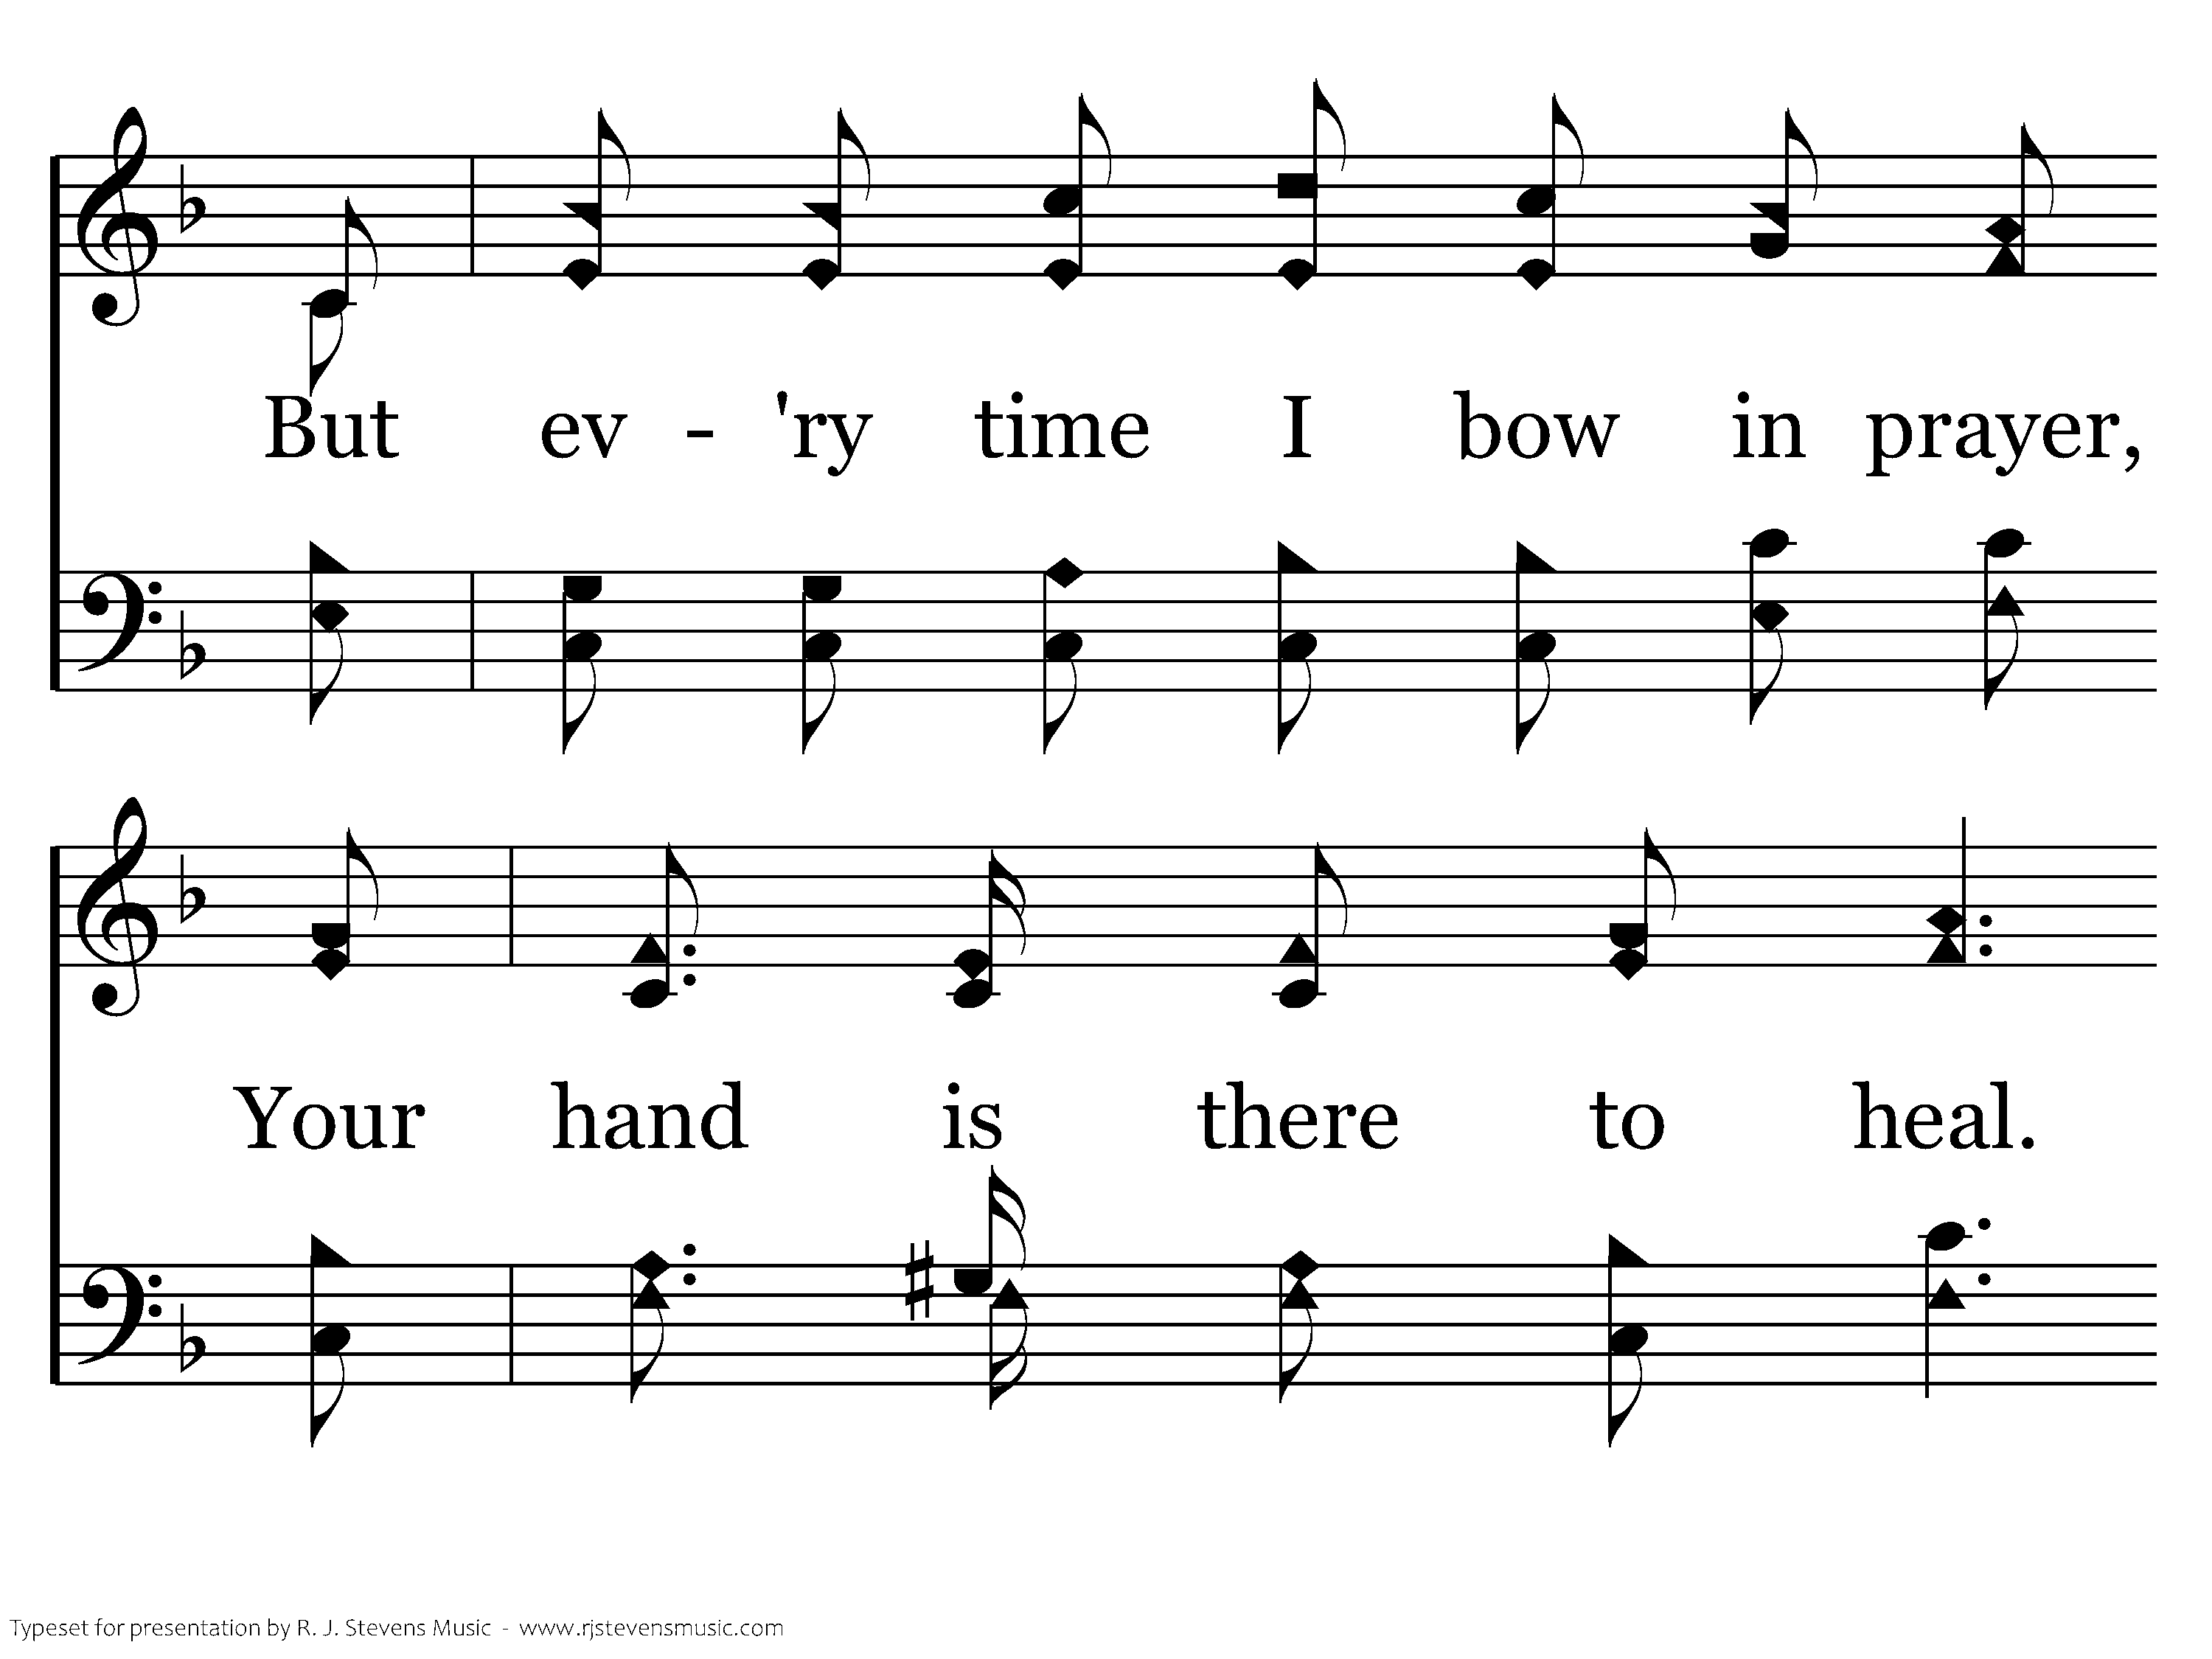 But ev - 'ry time I bow in prayer,
Your hand is there to heal.
Typeset for presentation by R. J. Stevens Music - www.rjstevensmusic.com